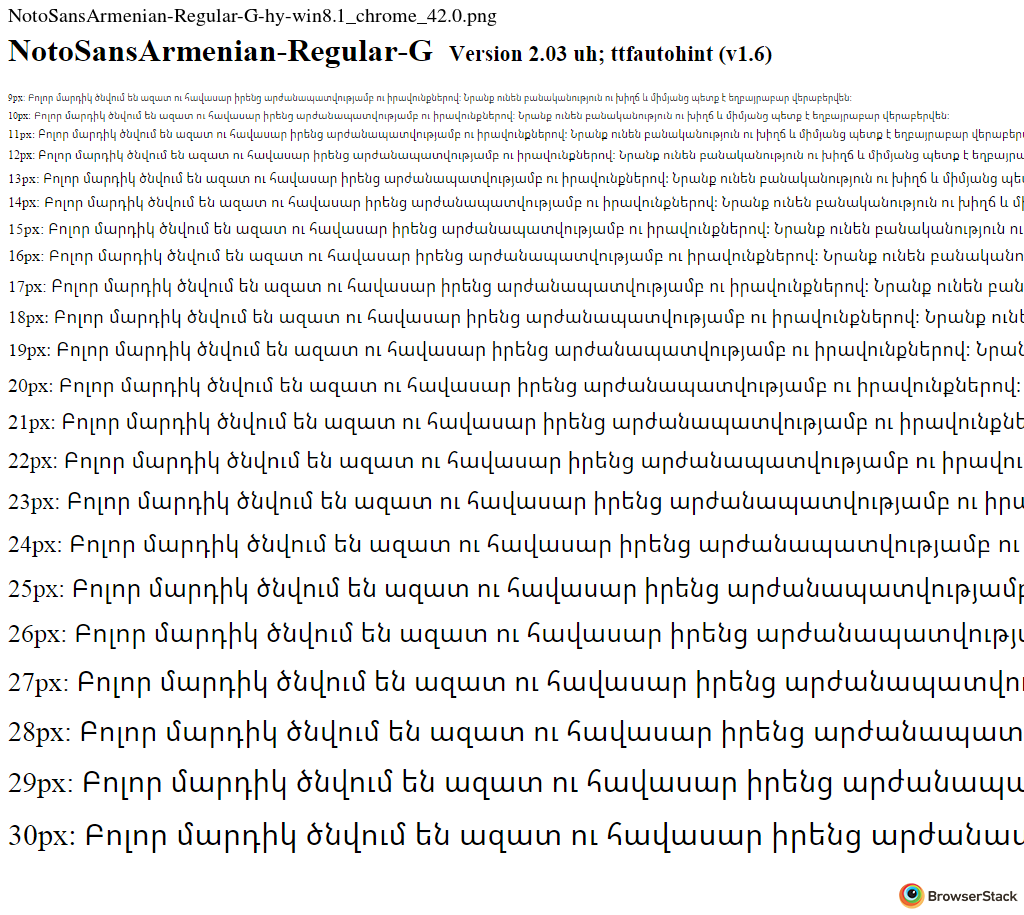 NotoSansArmenian-Regular-G-hy-win8.1_chrome_42.0.png
NotoSansArmenian-Regular-G Version 2.03 uh; ttfautohint (v1.6)
9px: Բոլոր մարդիկ ծնվում են ազատ ու հավասար իրենց արժանապատվությամբ ու իրավունքներով: Նրանք ունեն բանականություն ու խիղճ և միմյանց պետք է եղբայրաբար վերաբերվեն:
10px: Բոլոր մարդիկ ծնվում են ազատ ու հավասար իրենց արժանապատվությամբ ու իրավունքներով: Նրանք ունեն բանականություն ու խիղճ և միմյանց պետք է եղբայրաբար վերաբերվեն:
11px: Բոլոր մարդիկ ծնվում են ազատ ու հավասար իրենց արժանապատվությամբ ու իրավունքներով: Նրանք ունեն բանականություն ու խիղճ և միմյանց պետք է եղբայրաբար վերաբերո
12px: Բոլոր մարդիկ ծնվում են ազատ ու հավասար իրենց արժանապատվությամբ ու իրավունքներով: Նրանք ունեն բանականություն ու խիղճ և միմյանց պետք է եղբայրա
13px: Բոլոր մարդիկ ծնվում են ազատ ու հավասար իրենց արժանապատվությամբ ու իրավունքներով: Նրանք ունեն բանականություն ու խիղճ և միմյանց պե
14px: Բոլոր մարդիկ ծնվում են ազատ ու հավասար իրենց արժանապատվությամբ ու իրավունքներով: Նրանք ունեն բանականություն ու խիղճ և մի
15px: Բոլոր մարդիկ ծնվում են ազատ ու հավասար իրենց արժանապատվությամբ ու իրավունքներով: Նրանք ունեն բանականություն ու
16px: Բոլոր մարդիկ ծնվում են ազատ ու հավասար իրենց արժանապատվությամբ ու իրավունքներով: Նրանք ունեն բանականո
17px: Բոլոր մարդիկ ծնվում են ազատ ու հավասար իրենց արժանապատվությամբ ու իրավունքներով: Նրանք ունեն բան
18px: Բոլոր մարդիկ ծնվում են ազատ ու հավասար իրենց արժանապատվությամբ ու իրավունքներով: Նրանք ունե
19px: Բոլոր մարդիկ ծնվում են ազատ ու հավասար իրենց արժանապատվությամբ ու իրավունքներով: Նրան
20px: Բոլոր մարդիկ ծնվում են ազատ ու հավասար իրենց արժանապատվությամբ ու իրավունքներով:
21px: Բոլոր մարդիկ ծնվում են ազատ ու հավասար իրենց արժանապատվությամբ ու իրավունքնե
22px: Բոլոր մարդիկ ծնվում են ազատ ու հավասար իրենց արժանապատվությամբ ու իրավու
23px: Բոլոր մարդիկ ծնվում են ազատ ու հավասար իրենց արժանապատվությամբ ու իրա
24px: Բոլոր մարդիկ ծնվում են ազատ ու հավասար իրենց արժանապատվությամբ ու
25px: Բոլոր մարդիկ ծնվում են ազատ ու հավասար իրենց արժանապատվությամբ
26px: Բոլոր մարդիկ ծնվում են ազատ ու հավասար իրենց արժանապատվությա
27px: Բոլոր մարդիկ ծնվում են ազատ ու հավասար իրենց արժանապատվու
28px: Բոլոր մարդիկ ծնվում են ազատ ու հավասար իրենց արժանապատ
29px: Բոլոր մարդիկ ծնվում են ազատ ու հավասար իրենց արժանապա
30px: Բոլոր մարդիկ ծնվում են ազատ ու հավասար իրենց արժանապ
BrowserStack